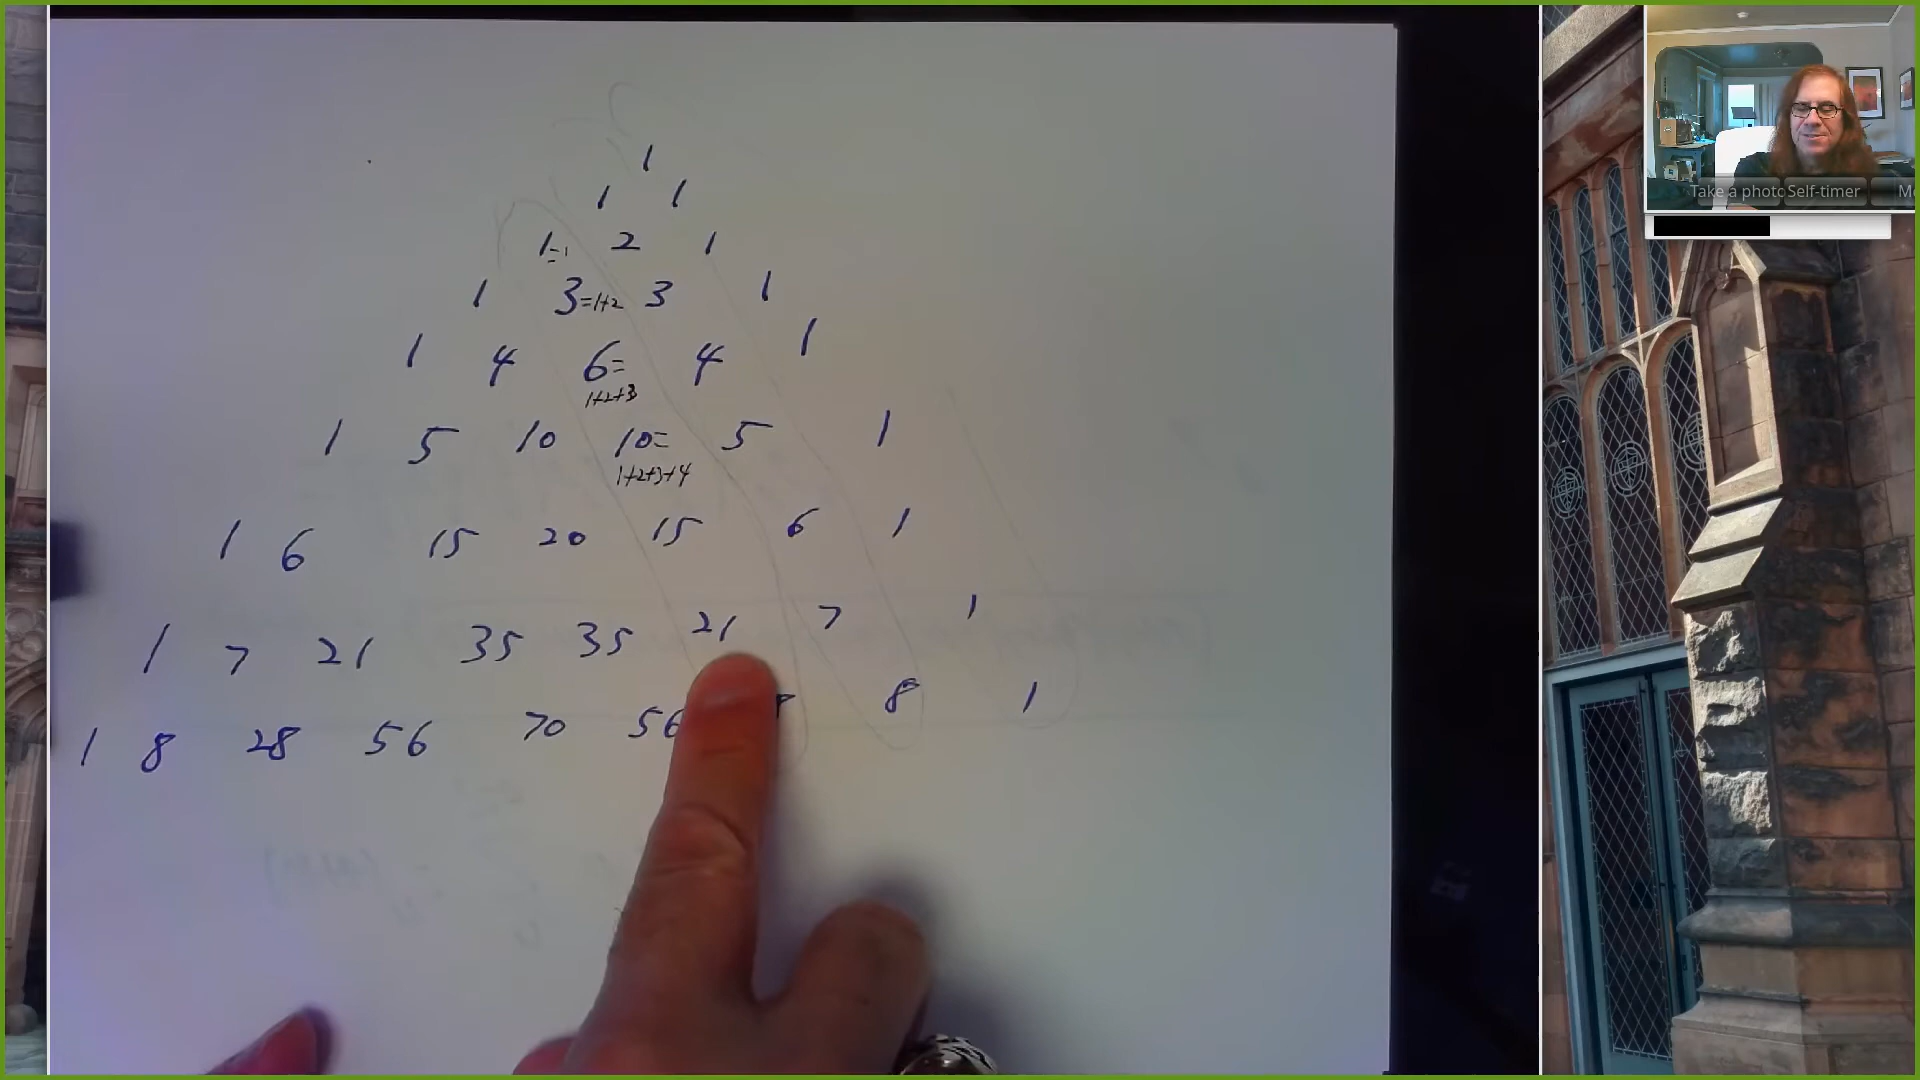 1
1 1
1=1 2 1
1 3=1+2 3 1
1 4 6= 4 1
1+2+3
1 5 10 10= 5 1
1+2+3+4
1 6 15 20 15 6 1
1 7 21 35 35 21 7 1
1 8 28 56 70 56 8 1
Take a photo Self-timer